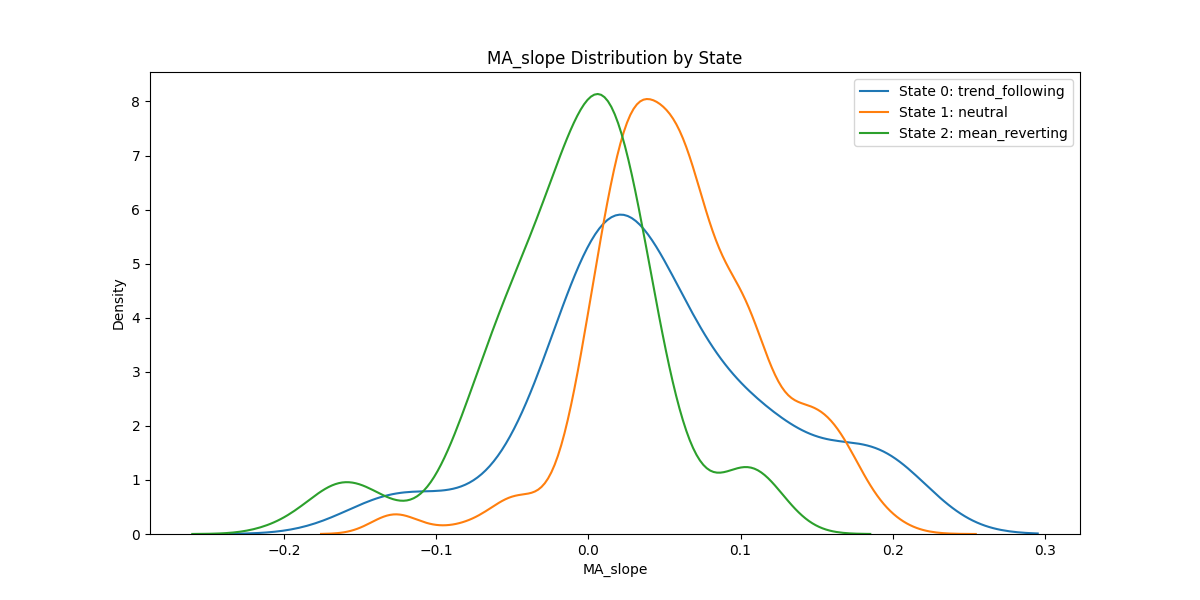 MA_slope Distribution by State
State 0: trend_following
State 1: neutral
State 2: mean_reverting
Density
8
7
6
5
4
3
2
1
0
−0.2
−0.1
0.0
0.1
0.2
0.3
MA_slope